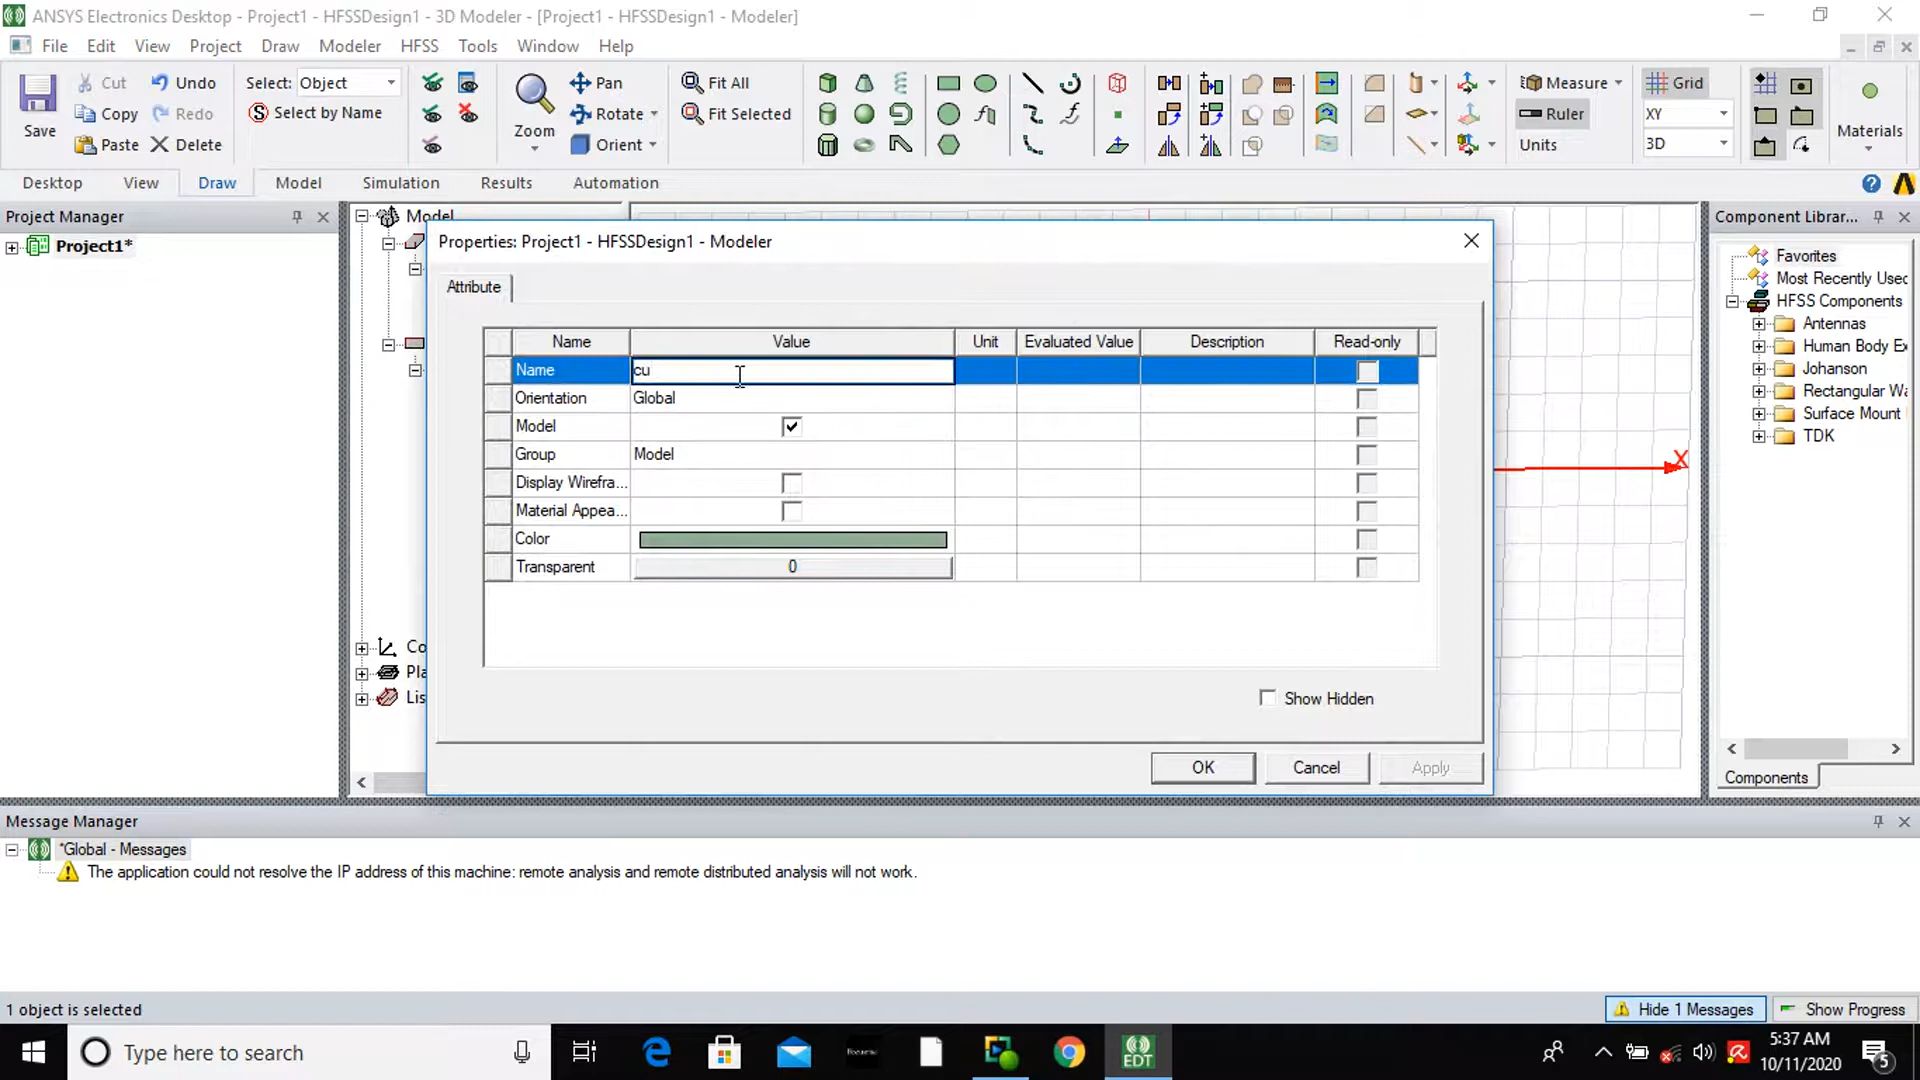 ANSYS Electronics Desktop - Project1 - HFSSDesign1 - 3D Modeler - [Project1 - HFSSDesign1 - Modeler]
File Edit View Project Draw Modeler HFSS Tools Window Help
Save
Cut Undo
Copy Redo
Paste Delete
Select: Object
Select by Name
Zoom
Pan
Rotate
Orient
Fit All
Fit Selected
Measure
Ruler
Units
Grid
XY
3D
Materials
Desktop View Draw Model Simulation Results Automation
Project Manager
Project1*
Model
Properties: Project1 - HFSSDesign1 - Modeler
Attribute
Name Value Unit Evaluated Value Description Read-only
Name cu
Orientation Global
Model
Group Model
Display Wirefra...
Material Appea...
Color
Transparent 0
Show Hidden
OK Cancel Apply
Co
Pla
Lis
X
Component Librar...
Favorites
Most Recently Used
HFSS Components
Antennas
Human Body Ex
Johanson
Rectangular Wa
Surface Mount
TDK
Components
Message Manager
*Global - Messages
The application could not resolve the IP address of this machine: remote analysis and remote distributed analysis will not work.
1 object is selected
Hide 1 Messages
Show Progress
Type here to search
EDT
5:37 AM
10/11/2020
5